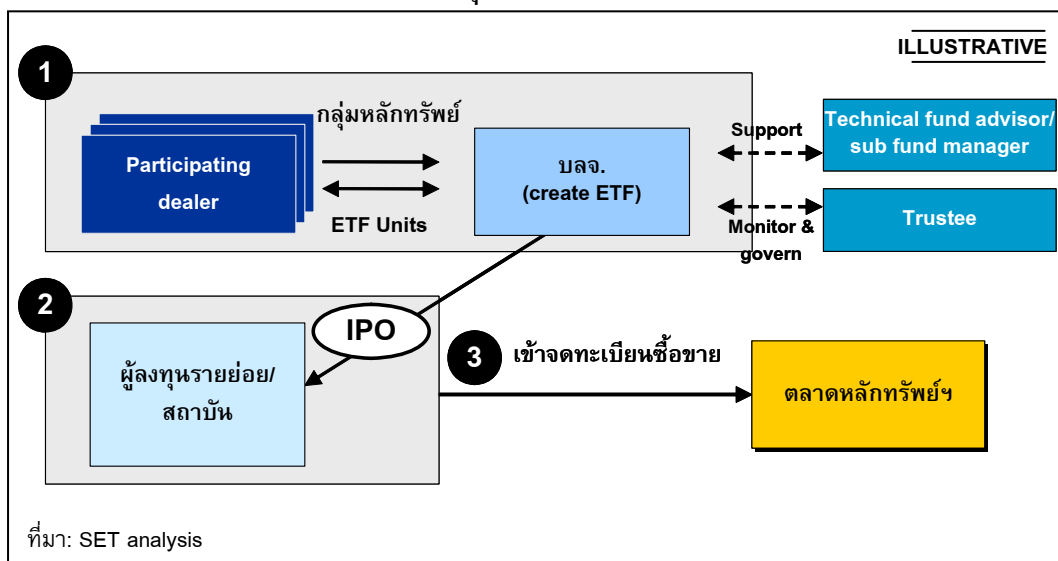 ILLUSTRATIVE
1
กลุ่มหลักทรัพย์
Participating
dealer
ETF Units
บลจ.
(create ETF)
Support
Technical fund advisor/
sub fund manager
Monitor &
govern
Trustee
2
IPO
ผู้ลงทุนรายย่อย/
สถาบัน
3
เข้าจดทะเบียนซื้อขาย
ตลาดหลักทรัพย์ฯ
ที่มา: SET analysis